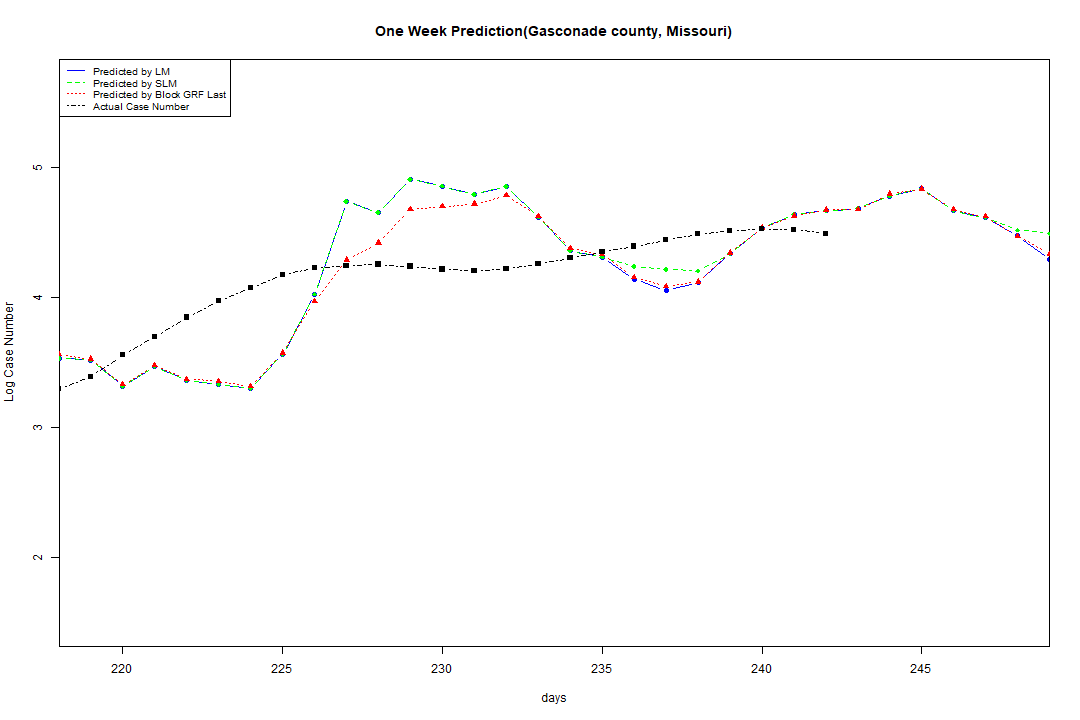 One Week Prediction(Gasconade county, Missouri)
Predicted by LM
Predicted by SLM
Predicted by Block GRF Last
Actual Case Number
5
4
3
2
Log Case Number
220 225 230 235 240 245
days